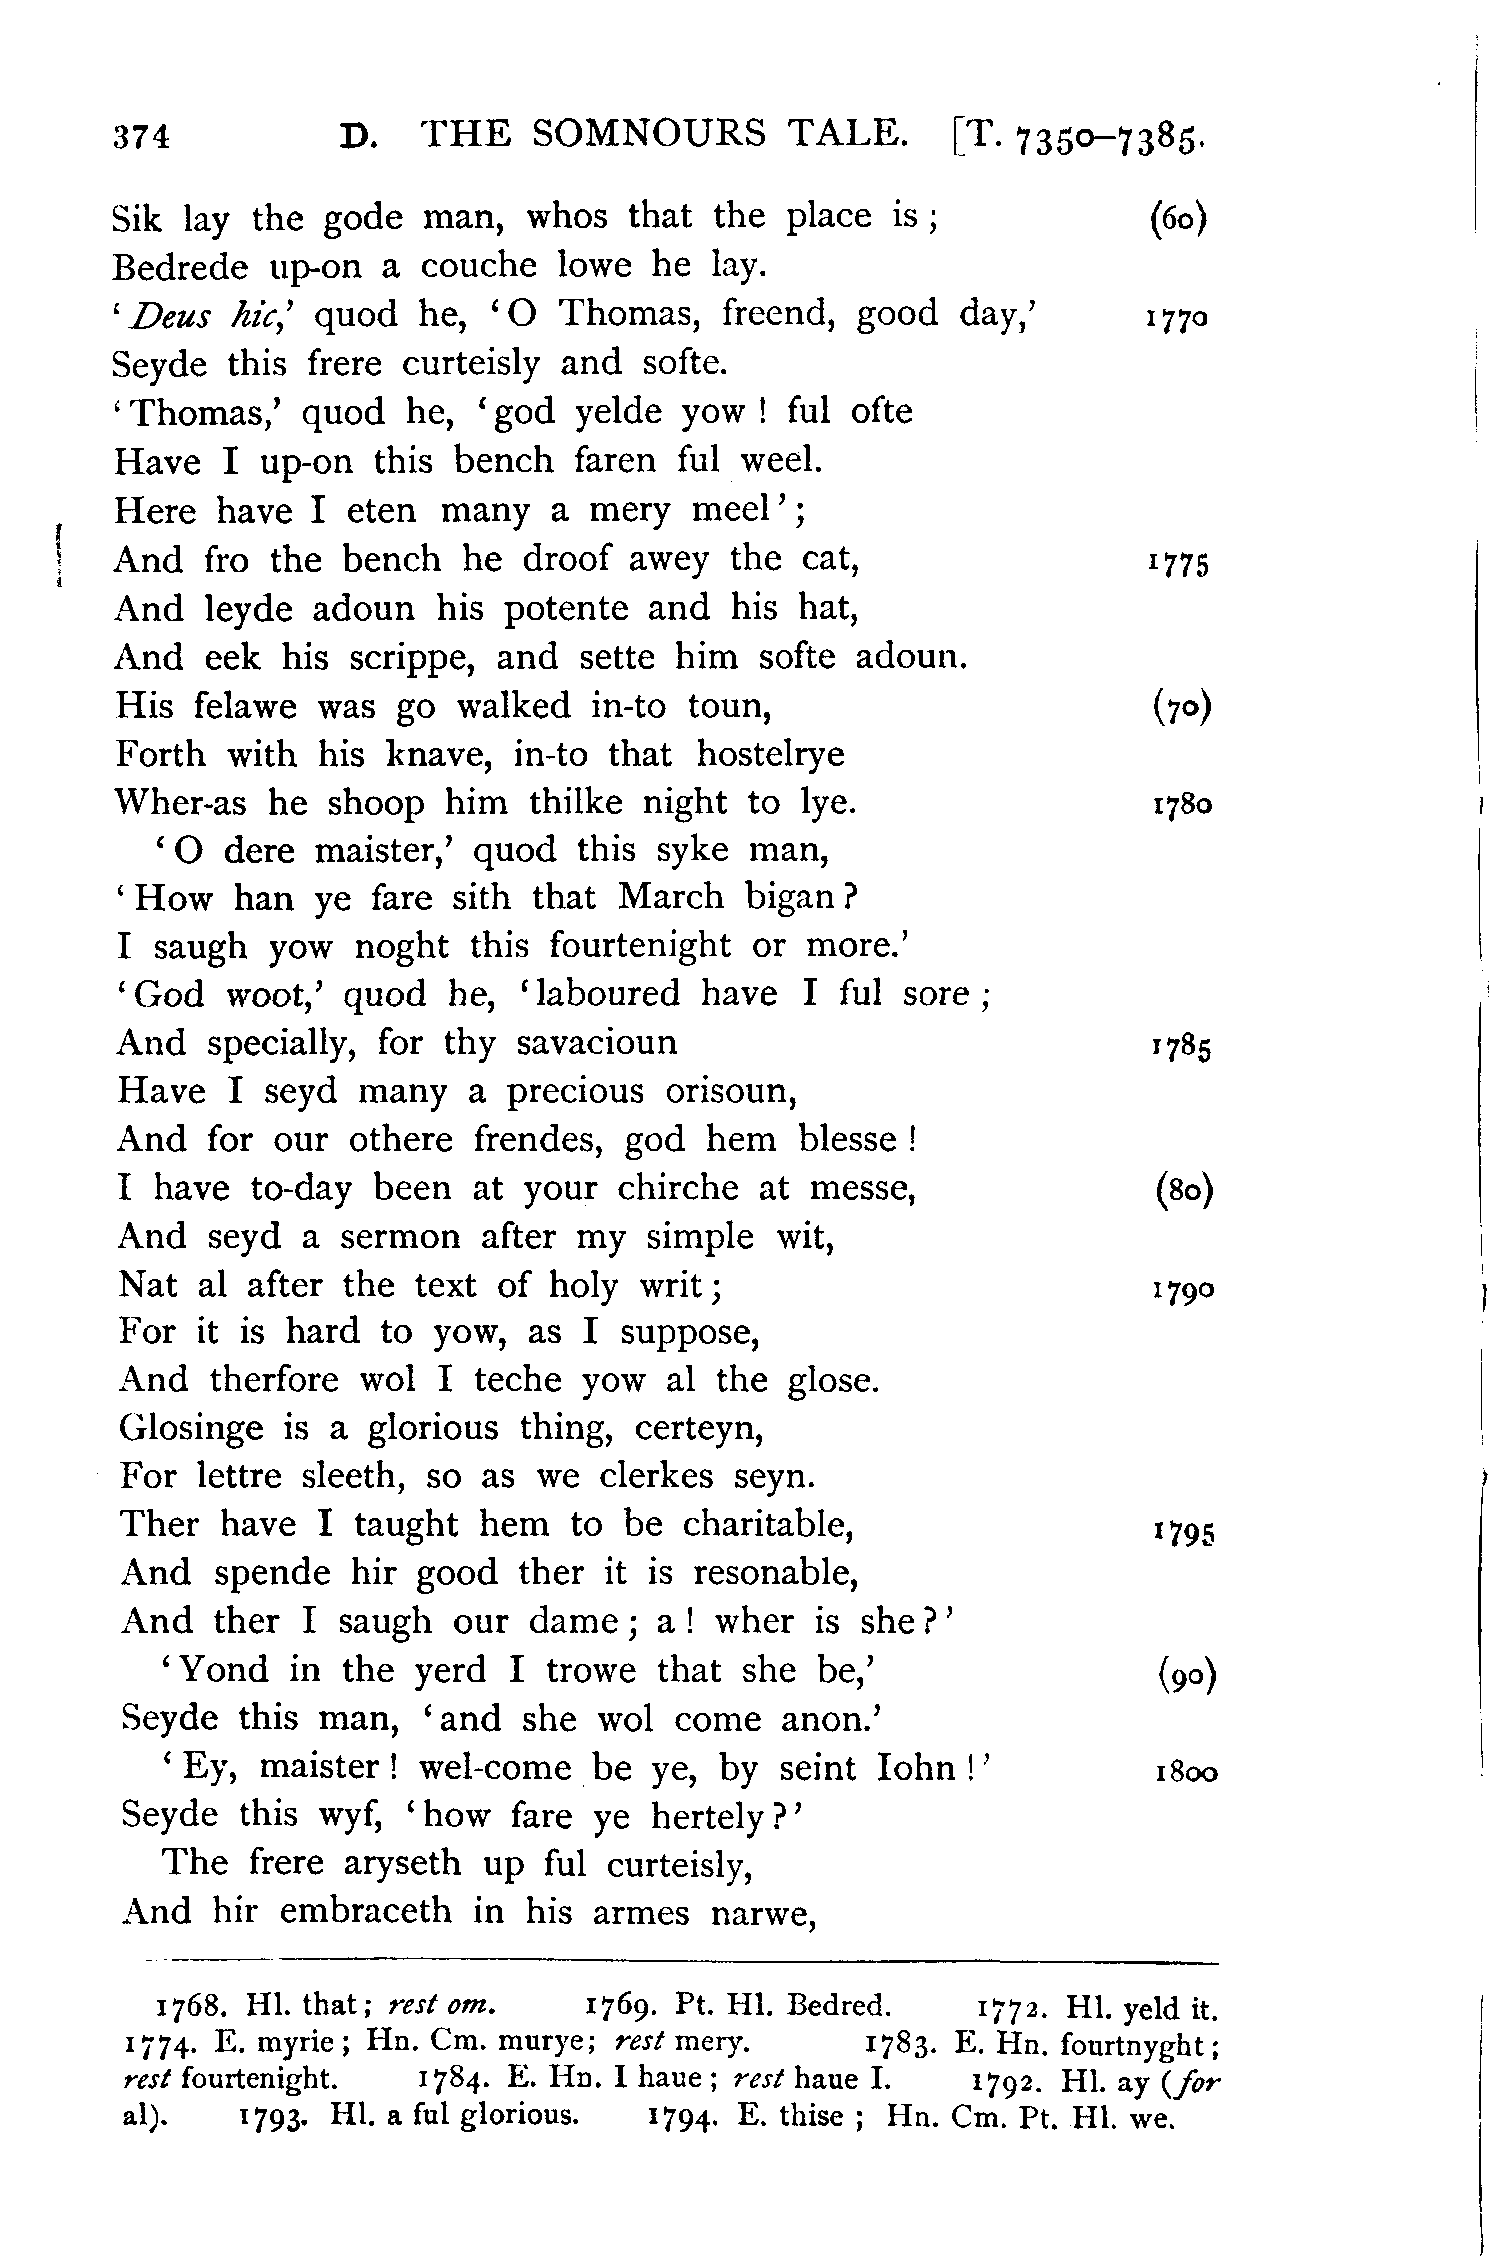 374 D. THE SOMNOURS TALE. [T. 7350–7385.
Sik lay the gode man, whos that the place is ; (60)
Bedrede up-on a couche lowe he lay.
‘ Deus hic,’ quod he, ‘ O Thomas, freend, good day,’ 1770
Seyde this frere curteisly and softe.
‘ Thomas,’ quod he, ‘ god yelde yow ! ful ofte
Have I up-on this bench faren ful weel.
Here have I eten many a mery meel ’ ;
And fro the bench he droof awey the cat, 1775
And leyde adoun his potente and his hat,
And eek his scrippe, and sette him softe adoun.
His felawe was go walked in-to toun, (70)
Forth with his knave, in-to that hostelrye
Wher-as he shoop him thilke night to lye. 1780
‘ O dere maister,’ quod this syke man,
‘ How han ye fare sith that March bigan ?
I saugh yow noght this fourtenight or more.’
‘ God woot,’ quod he, ‘ laboured have I ful sore ;
And specially, for thy savacioun 1785
Have I seyd many a precious orisoun,
And for our othere frendes, god hem blesse !
I have to-day been at your chirche at messe, (80)
And seyd a sermon after my simple wit,
Nat al after the text of holy writ ; 1790
For it is hard to yow, as I suppose,
And therfore wol I teche yow al the glose.
Glosinge is a glorious thing, certeyn,
For lettre sleeth, so as we clerkes seyn.
Ther have I taught hem to be charitable, 1795
And spende hir good ther it is resonable,
And ther I saugh our dame ; a ! wher is she ? ’
‘ Yond in the yerd I trowe that she be,’ (90)
Seyde this man, ‘ and she wol come anon.’
‘ Ey, maister ! wel-come be ye, by seint Iohn ! ’ 1800
Seyde this wyf, ‘ how fare ye hertely ? ’
The frere aryseth up ful curteisly,
And hir embraceth in his armes narwe,
1768. Hl. that ; rest om. 1769. Pt. Hl. Bedred. 1772. Hl. yeld it.
1774. E. myrie ; Hn. Cm. murye; rest mery. 1783. E. Hn. fourtnyght ;
rest fourtenight. 1784. E. Hn. I haue ; rest haue I. 1792. Hl. ay (for
al). 1793. Hl. a ful glorious. 1794. E. thise ; Hn. Cm. Pt. Hl. we.